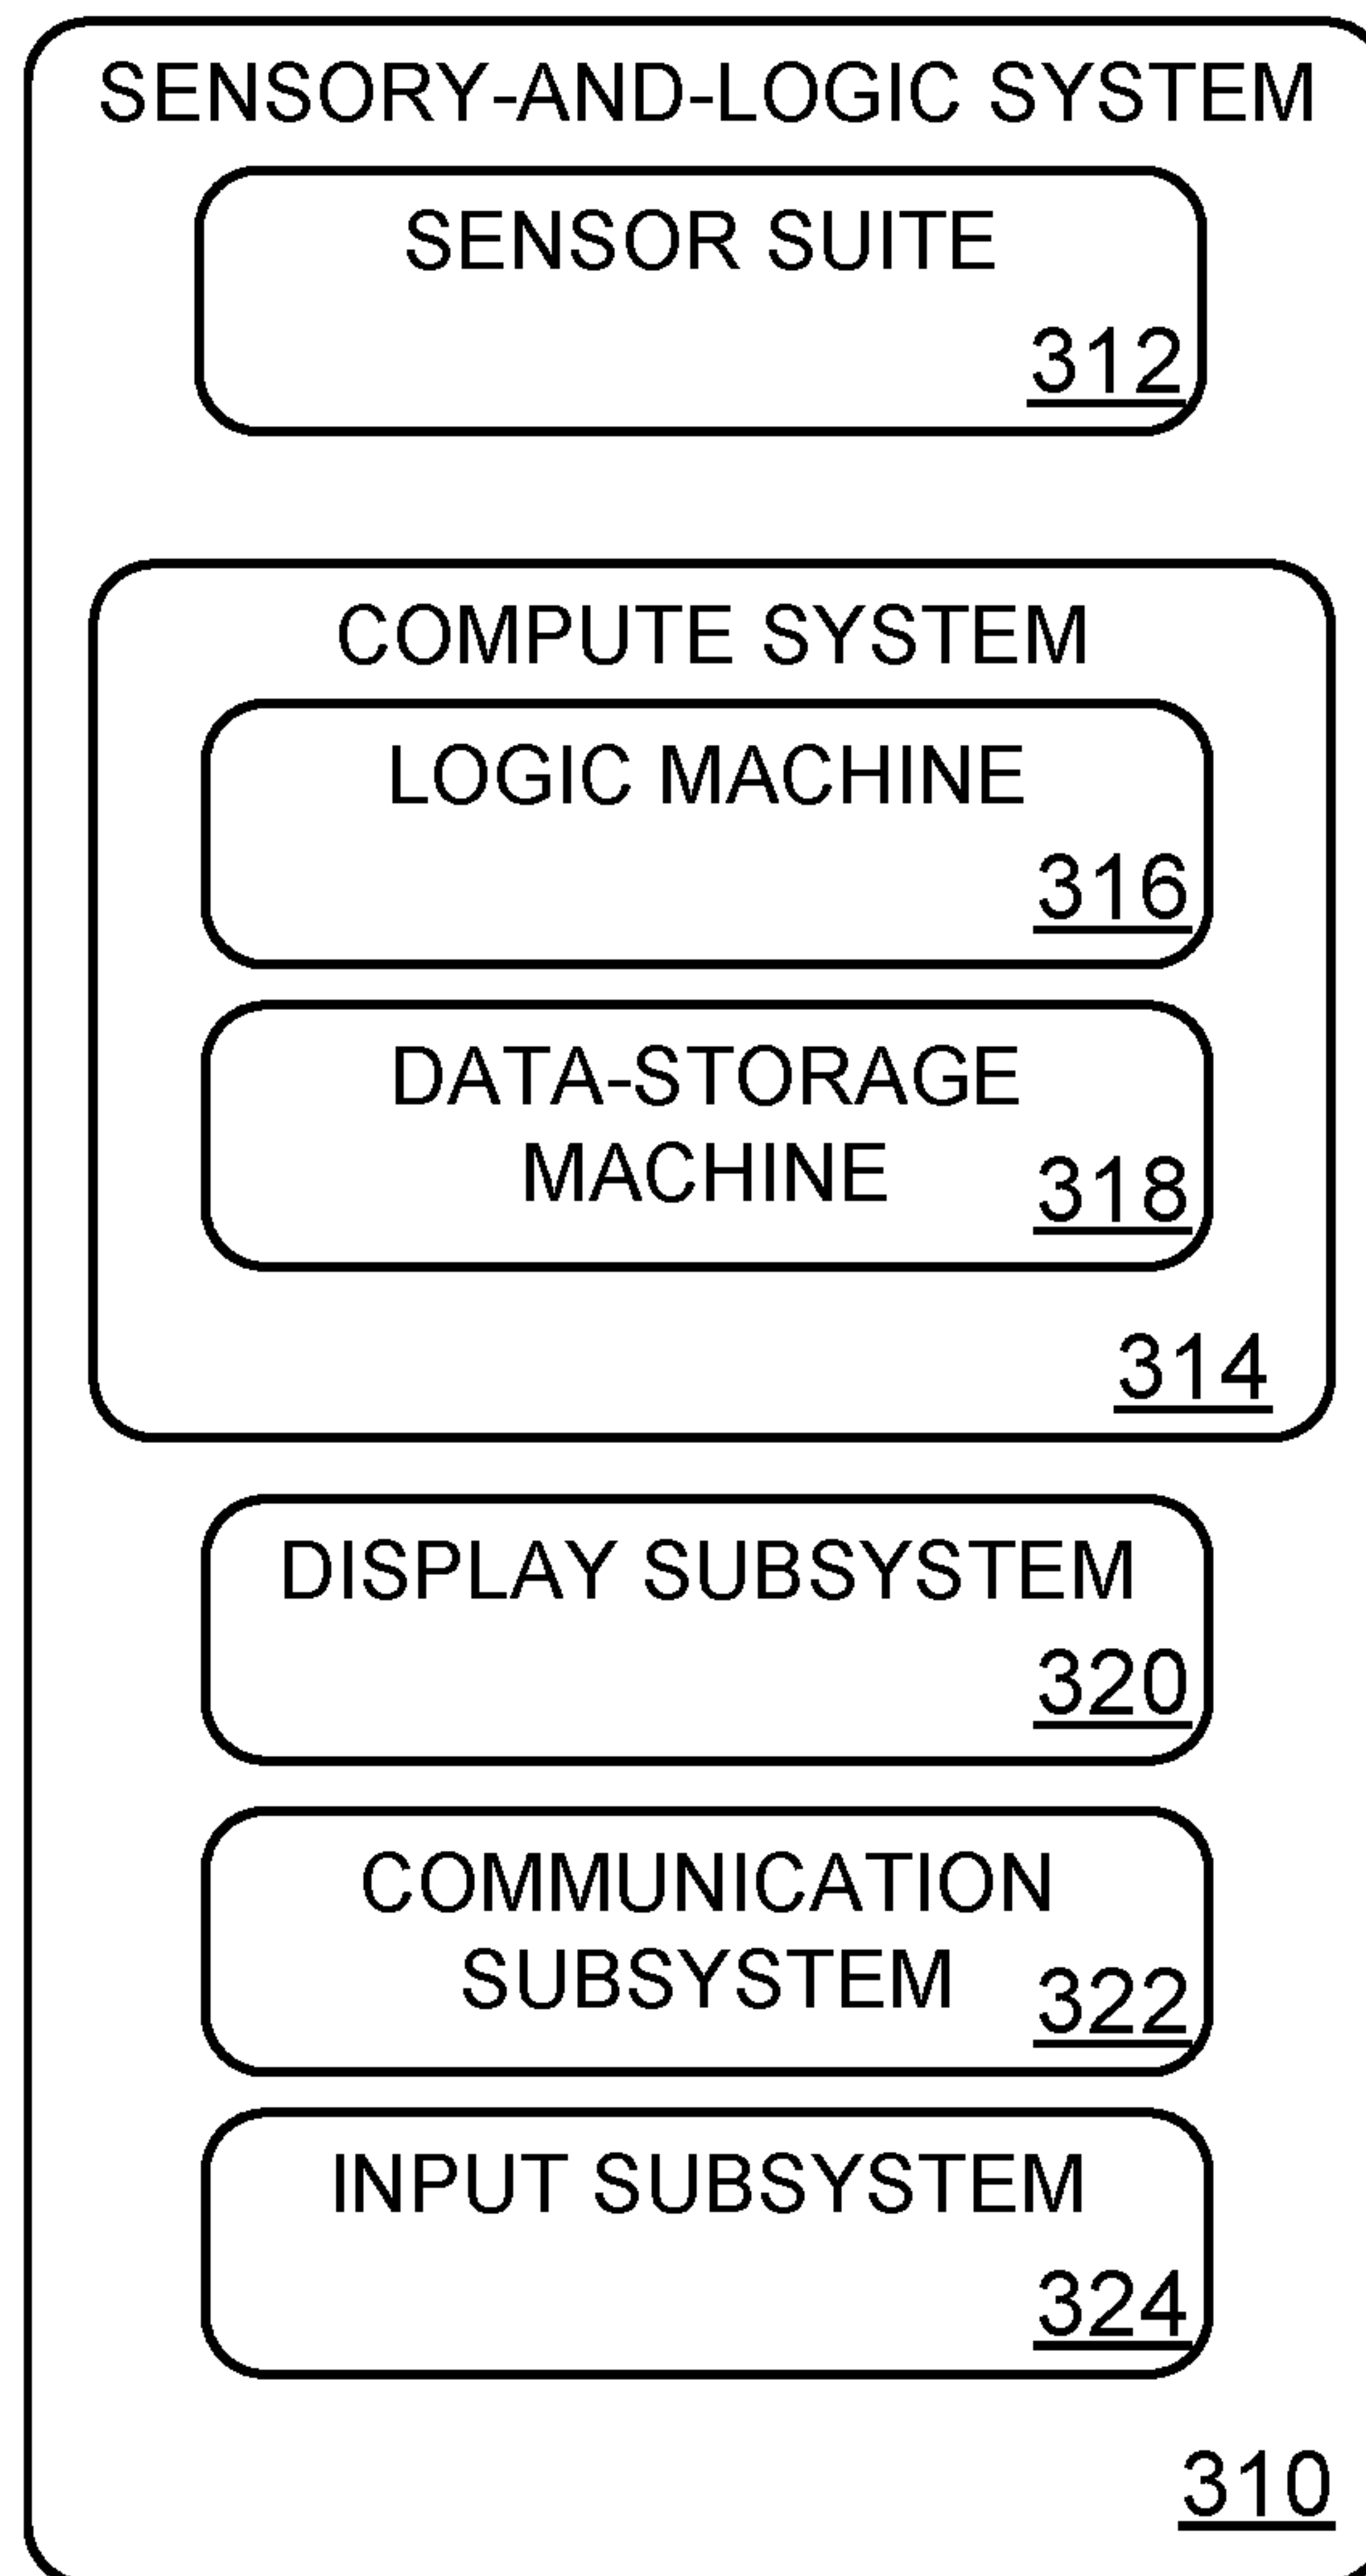 SENSORY-AND-LOGIC SYSTEM
SENSOR SUITE
312
COMPUTE SYSTEM
LOGIC MACHINE
316
DATA-STORAGE
MACHINE
318
314
DISPLAY SUBSYSTEM
320
COMMUNICATION
SUBSYSTEM
322
INPUT SUBSYSTEM
324
310